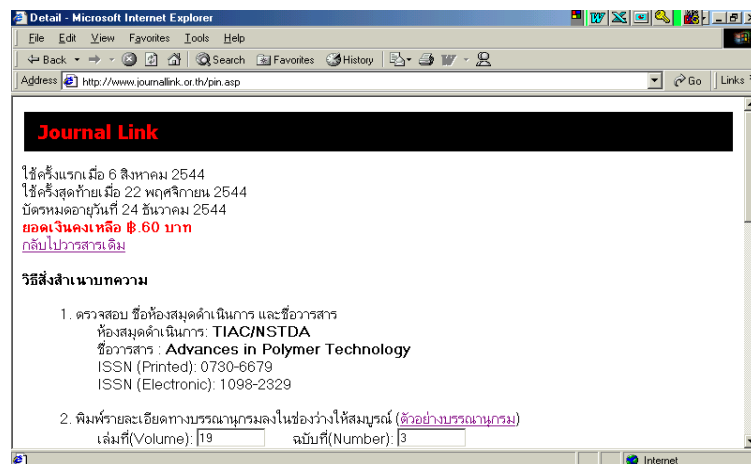 Detail - Microsoft Internet Explorer
File Edit View Favorites Tools Help
Back Search Favorites History
Address http://www.journallink.or.th/pin.asp Go Links
Journal Link
ใช้ครั้งแรกเมื่อ 6 สิงหาคม 2544
ใช้ครั้งสุดท้ายเมื่อ 22 พฤศจิกายน 2544
บัตรหมดอายุวันที่ 24 ธันวาคม 2544
ยอดเงินคงเหลือ ฿.60 บาท
กลับไปวารสารเดิม
วิธีสั่งสำเนาบทความ
1. ตรวจสอบ ชื่อห้องสมุดดำเนินการ และชื่อวารสาร
ห้องสมุดดำเนินการ: TIAC/NSTDA
ชื่อวารสาร : Advances in Polymer Technology
ISSN (Printed): 0730-6679
ISSN (Electronic): 1098-2329
2. พิมพ์รายละเอียดทางบรรณานุกรมลงในช่องว่างให้สมบูรณ์ (ตัวอย่างบรรณานุกรม)
เล่มที่(Volume): 19 ฉบับที่(Number): 3
Internet